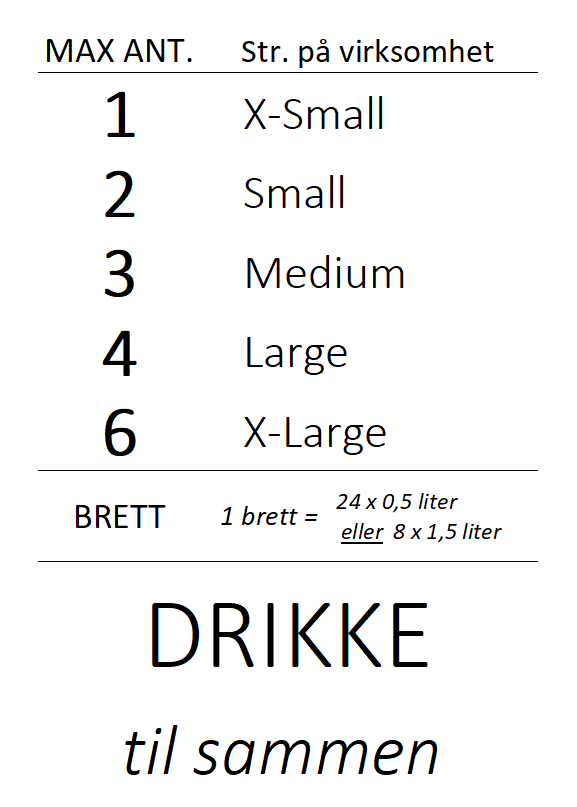 MAX ANT. Str. på virksomhet
1 X-Small
2 Small
3 Medium
4 Large
6 X-Large
BRETT 1 brett = 24 x 0,5 liter
eller 8 x 1,5 liter
DRIKKE
til sammen